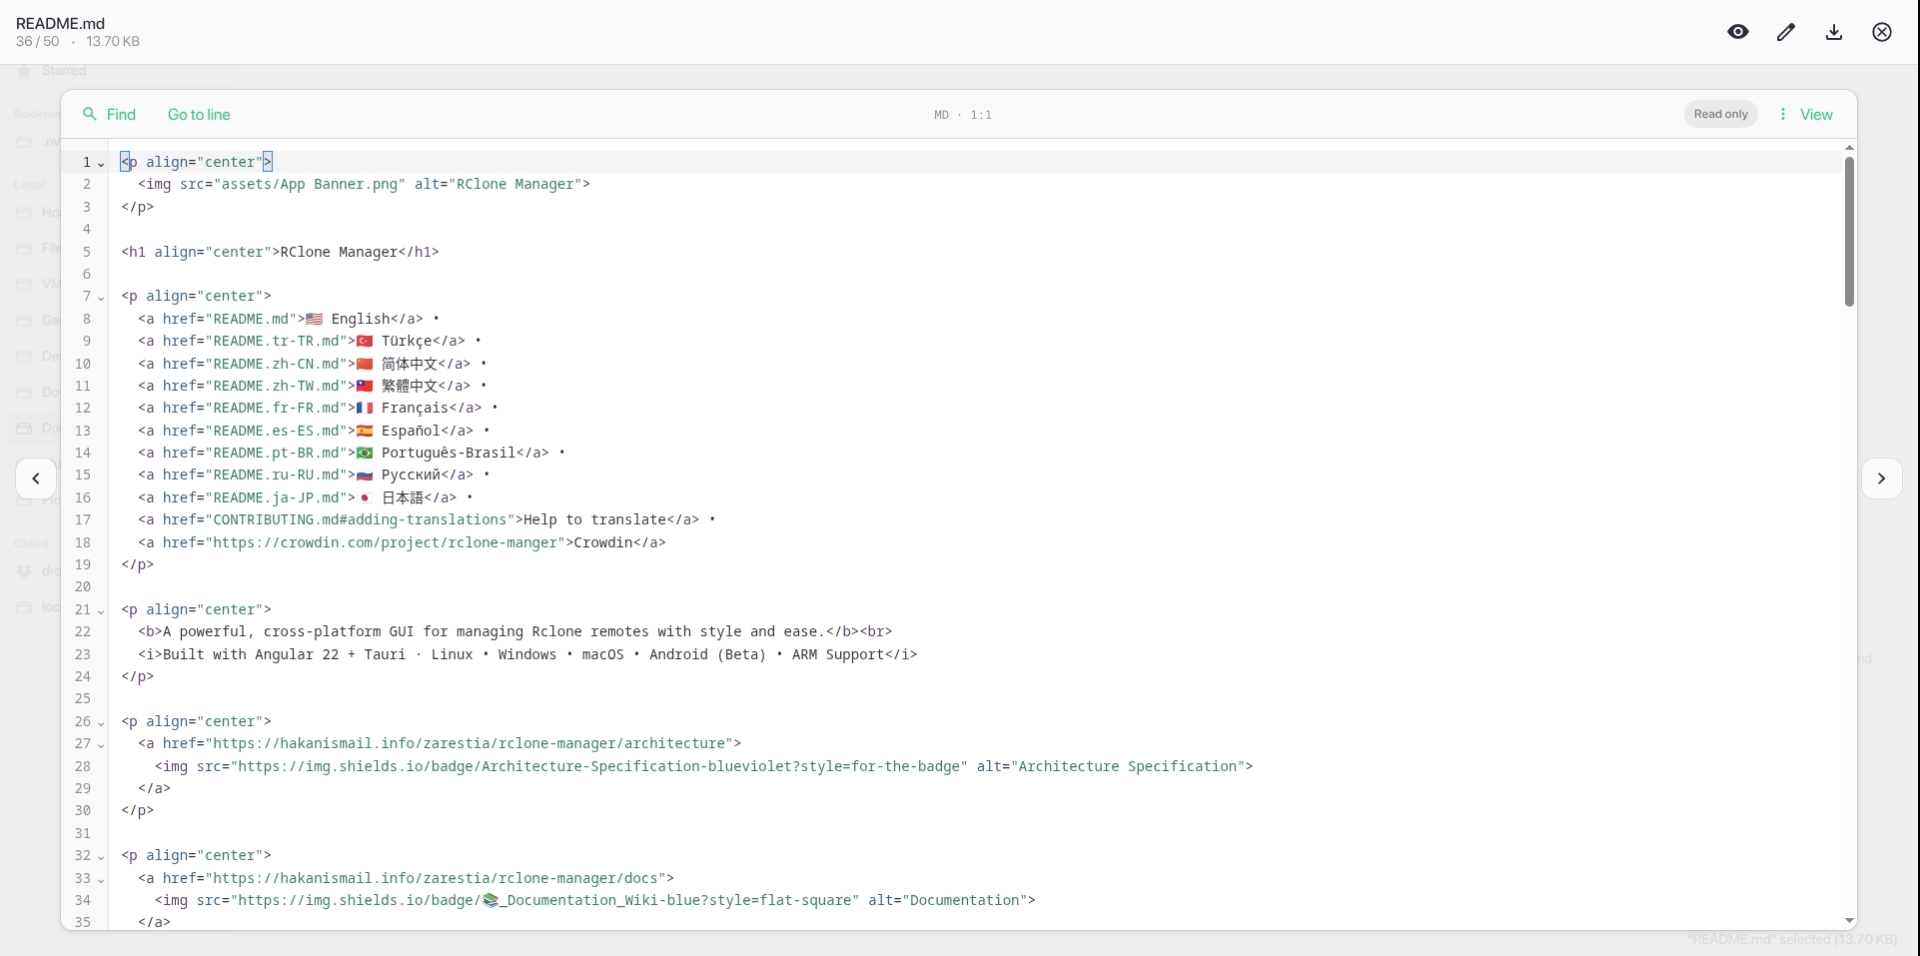 README.md
36 / 50 · 13.70 KB
Starred
Find
Go to line
MD · 1:1
Read only
View
Local
Cloud
1 <p align="center">
2   <img src="assets/App Banner.png" alt="RClone Manager">
3 </p>
4
5 <h1 align="center">RClone Manager</h1>
6
7 <p align="center">
8   <a href="README.md">🇺🇸 English</a> •
9   <a href="README.tr-TR.md">🇹🇷 Türkçe</a> •
10   <a href="README.zh-CN.md">🇨🇳 简体中文</a> •
11   <a href="README.zh-TW.md">🇹🇼 繁體中文</a> •
12   <a href="README.fr-FR.md">🇫🇷 Français</a> •
13   <a href="README.es-ES.md">🇪🇸 Español</a> •
14   <a href="README.pt-BR.md">🇧🇷 Português-Brasil</a> •
15   <a href="README.ru-RU.md">🇷🇺 Русский</a> •
16   <a href="README.ja-JP.md">🇯🇵 日本語</a> •
17   <a href="CONTRIBUTING.md#adding-translations">Help to translate</a> •
18   <a href="https://crowdin.com/project/rclone-manger">Crowdin</a>
19 </p>
20
21 <p align="center">
22   <b>A powerful, cross-platform GUI for managing Rclone remotes with style and ease.</b><br>
23   <i>Built with Angular 22 + Tauri · Linux • Windows • macOS • Android (Beta) • ARM Support</i>
24 </p>
25
26 <p align="center">
27   <a href="https://hakanismail.info/zarestia/rclone-manager/architecture">
28     <img src="https://img.shields.io/badge/Architecture-Specification-blueviolet?style=for-the-badge" alt="Architecture Specification">
29   </a>
30 </p>
31
32 <p align="center">
33   <a href="https://hakanismail.info/zarestia/rclone-manager/docs">
34     <img src="https://img.shields.io/badge/📚_Documentation_Wiki-blue?style=flat-square" alt="Documentation">
35   </a>
"README.md" selected (13.70 KB)